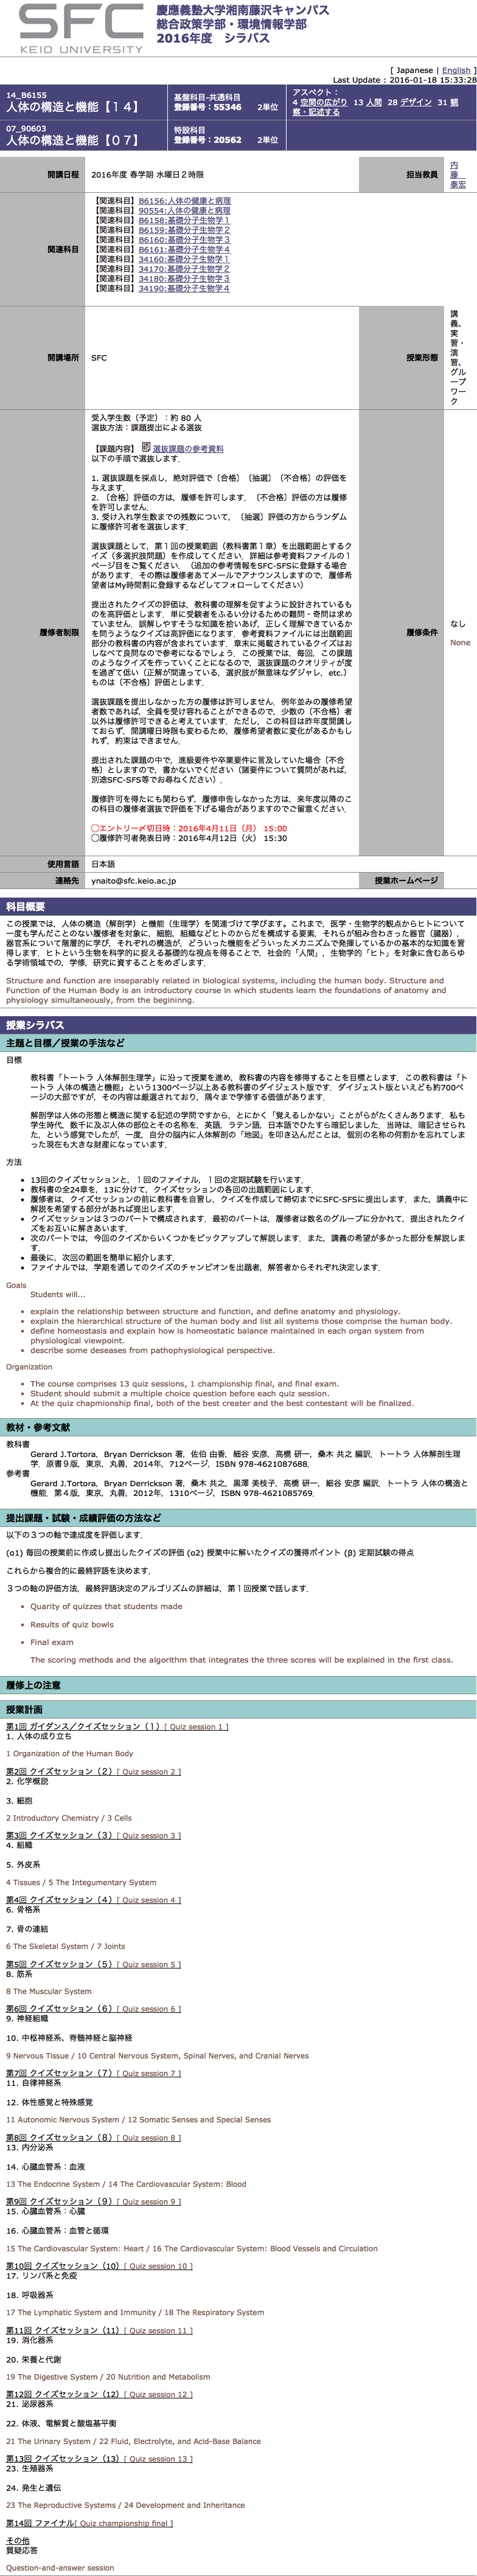 SFC
KEIO UNIVERSITY
慶應義塾大学湘南藤沢キャンパス
総合政策学部・環境情報学部
2016年度　シラバス
[ Japanese | English ]
Last Update : 2016-01-18 15:33:28
14_B6155
人体の構造と機能【１４】
基盤科目-共通科目
登録番号：55346　2単位
アスペクト：
4 空間の広がり 13 人間 28 デザイン 31 観
察・記述する
07_90603
人体の構造と機能【０７】
特設科目
登録番号：20562　2単位
開講日程
2016年度 春学期 水曜日２時限
担当教員
内
藤
泰宏
関連科目
【関連科目】B6156:人体の健康と病理
【関連科目】90554:人体の健康と病理
【関連科目】B6158:基礎分子生物学１
【関連科目】B6159:基礎分子生物学２
【関連科目】B6160:基礎分子生物学３
【関連科目】B6161:基礎分子生物学４
【関連科目】34160:基礎分子生物学１
【関連科目】34170:基礎分子生物学２
【関連科目】34180:基礎分子生物学３
【関連科目】34190:基礎分子生物学４
開講場所
SFC
授業形態
講
義、
実
習・
演
習、
グル
ープ
ワー
ク
履修者制限
受入学生数（予定）：約 80 人
選抜方法：課題提出による選抜
【課題内容】 選抜課題の参考資料
以下の手順で選抜します．
1. 選抜課題を採点し，絶対評価で〔合格〕〔抽選〕〔不合格〕の評価を
与えます．
2. 〔合格〕評価の方は，履修を許可します．〔不合格〕評価の方は履修
を許可しません．
3. 受け入れ学生数までの残数について，〔抽選〕評価の方からランダム
に履修許可者を選抜します．
選抜課題として，第１回の授業範囲（教科書第１章）を出題範囲とするク
イズ（多選択肢問題）を作成してください．詳細は参考資料ファイルの１
ページ目をご覧ください．（追加の参考情報をSFC-SFSに登録する場合
があります．その際は履修者あてメールでアナウンスしますので，履修希
望者はMy時間割に登録するなどしてフォローしてください）
提出されたクイズの評価は，教科書の理解を促すように設計されているも
のを高評価とします．単に受験者をふるい分けるための難問・奇問は求め
ていません．誤解しやすそうな知識を拾いあげ，正しく理解できているか
を問うようなクイズは高評価になります．参考資料ファイルには出題範囲
部分の教科書の内容が含まれています．章末に掲載されているクイズはお
しなべて良問なので参考になるでしょう．この授業では，毎回，この課題
のようなクイズを作っていくことになるので，選抜課題のクオリティが度
を過ぎて低い（正解が間違っている，選択肢が無意味なダジャレ，etc.）
ものは〔不合格〕評価とします．
選抜課題を提出しなかった方の履修は許可しません．例年並みの履修希望
者数であれば，全員を受け容れることができるので，少数の〔不合格〕者
以外は履修許可できると考えています．ただし，この科目は昨年度開講し
ておらず，開講曜日時限も変わるため，履修希望者数に変化があるかもし
れず，約束はできません．
提出された課題の中で，進級要件や卒業要件に言及していた場合〔不合
格〕としますので，書かないでください（諸要件について質問があれば，
別途SFC-SFS等でお尋ねください）．
履修許可を得たにも関わらず，履修申告しなかった方は，来年度以降のこ
の科目の履修者選抜で評価を下げる場合がありますのでご留意ください．
◯エントリー〆切日時：2016年4月11日（月） 15:00
◯履修許可者発表日時：2016年4月12日（火） 15:30
履修条件
なし
None
使用言語
日本語
連絡先
ynaito@sfc.keio.ac.jp
授業ホームページ
科目概要
この授業では，人体の構造（解剖学）と機能（生理学）を関連づけて学びます。これまで，医学・生物学的観点からヒトについて
一度も学んだことのない履修者を対象に，細胞，組織などヒトのからだを構成する要素，それらが組み合わさった器官（臓器），
器官系について階層的に学び，それぞれの構造が，どういった機能をどういったメカニズムで発揮しているかの基本的な知識を習
得します．ヒトという生物を科学的に捉える基礎的な視点を得ることで，社会的「人間」，生物学的「ヒト」を対象に含むあらゆ
る学術領域での，学修，研究に資することをめざします．
Structure and function are inseparably related in biological systems, including the human body. Structure and
Function of the Human Body is an introductory course in which students learn the foundations of anatomy and
physiology simultaneously, from the begininng.
授業シラバス
主題と目標／授業の手法など
目標
教科書「トートラ 人体解剖生理学」に沿って授業を進め，教科書の内容を修得することを目標とします．この教科書は「ト
ートラ 人体の構造と機能」という1300ページ以上ある教科書のダイジェスト版です．ダイジェスト版といえども約700ペ
ージの大部ですが，その内容は厳選されており，隅々まで学修する価値があります．
解剖学は人体の形態と構造に関する記述の学問ですから，とにかく「覚えるしかない」ことがらがたくさんあります．私も
学生時代，数千に及ぶ人体の部位とその名称を，英語，ラテン語，日本語でひたすら暗記しました．当時は，暗記させられ
た，という感覚でしたが，一度，自分の脳内に人体解剖の「地図」を叩き込んだことは，個別の名称の何割かを忘れてしま
った現在も大きな財産になっています．
方法
• 13回のクイズセッションと，１回のファイナル，１回の定期試験を行います．
• 教科書の全24章を，13に分けて，クイズセッションの各回の出題範囲にします．
• 履修者は，クイズセッションの前に教科書を自習し，クイズを作成して締切までにSFC-SFSに提出します．また，講義中に
解説を希望する部分があれば提出します．
• クイズセッションは３つのパートで構成されます．最初のパートは，履修者は数名のグループに分かれて，提出されたクイ
ズをお互いに解きあいます．
• 次のパートでは，今回のクイズからいくつかをピックアップして解説します．また，講義の希望が多かった部分を解説しま
す．
• 最後に，次回の範囲を簡単に紹介します．
• ファイナルでは，学期を通してのクイズのチャンピオンを出題者，解答者からそれぞれ決定します．
Goals
Students will...
• explain the relationship between structure and function, and define anatomy and physiology.
• explain the hierarchical structure of the human body and list all systems those comprise the human body.
• define homeostasis and explain how is homeostatic balance maintained in each organ system from
physiological viewpoint.
• describe some deseases from pathophysiological perspective.
Organization
• The course comprises 13 quiz sessions, 1 championship final, and final exam.
• Student should submit a multiple choice question before each quiz session.
• At the quiz chapmionship final, both of the best creater and the best contestant will be finalized.
教材・参考文献
教科書
Gerard J.Tortora，Bryan Derrickson 著，佐伯 由香，細谷 安彦，高橋 研一，桑木 共之 編訳．トートラ 人体解剖生理
学．原書９版，東京，丸善，2014年，712ページ，ISBN 978-4621087688.
参考書
Gerard J.Tortora，Bryan Derrickson 著，桑木 共之，黒澤 美枝子，高橋 研一，細谷 安彦 編訳．トートラ 人体の構造と
機能．第４版，東京，丸善，2012年，1310ページ，ISBN 978-4621085769.
提出課題・試験・成績評価の方法など
以下の３つの軸で達成度を評価します．
(α1) 毎回の授業前に作成し提出したクイズの評価 (α2) 授業中に解いたクイズの獲得ポイント (β) 定期試験の得点
これらから複合的に最終評語を決めます．
３つの軸の評価方法，最終評語決定のアルゴリズムの詳細は，第１回授業で話します．
• Quarity of quizzes that students made
• Results of quiz bowls
• Final exam
The scoring methods and the algorithm that integrates the three scores will be explained in the first class.
履修上の注意
授業計画
第1回 ガイダンス／クイズセッション（１）[ Quiz session 1 ]
1. 人体の成り立ち
1 Organization of the Human Body
第2回 クイズセッション（２）[ Quiz session 2 ]
2. 化学概説
3. 細胞
2 Introductory Chemistry / 3 Cells
第3回 クイズセッション（３）[ Quiz session 3 ]
4. 組織
5. 外皮系
4 Tissues / 5 The Integumentary System
第4回 クイズセッション（４）[ Quiz session 4 ]
6. 骨格系
7. 骨の連結
6 The Skeletal System / 7 Joints
第5回 クイズセッション（５）[ Quiz session 5 ]
8. 筋系
8 The Muscular System
第6回 クイズセッション（６）[ Quiz session 6 ]
9. 神経組織
10. 中枢神経系、脊髄神経と脳神経
9 Nervous Tissue / 10 Central Nervous System, Spinal Nerves, and Cranial Nerves
第7回 クイズセッション（７）[ Quiz session 7 ]
11. 自律神経系
12. 体性感覚と特殊感覚
11 Autonomic Nervous System / 12 Somatic Senses and Special Senses
第8回 クイズセッション（８）[ Quiz session 8 ]
13. 内分泌系
14. 心臓血管系：血液
13 The Endocrine System / 14 The Cardiovascular System: Blood
第9回 クイズセッション（９）[ Quiz session 9 ]
15. 心臓血管系：心臓
16. 心臓血管系：血管と循環
15 The Cardiovascular System: Heart / 16 The Cardiovascular System: Blood Vessels and Circulation
第10回 クイズセッション（10）[ Quiz session 10 ]
17. リンパ系と免疫
18. 呼吸器系
17 The Lymphatic System and Immunity / 18 The Respiratory System
第11回 クイズセッション（11）[ Quiz session 11 ]
19. 消化器系
20. 栄養と代謝
19 The Digestive System / 20 Nutrition and Metabolism
第12回 クイズセッション（12）[ Quiz session 12 ]
21. 泌尿器系
22. 体液、電解質と酸塩基平衡
21 The Urinary System / 22 Fluid, Electrolyte, and Acid-Base Balance
第13回 クイズセッション（13）[ Quiz session 13 ]
23. 生殖器系
24. 発生と遺伝
23 The Reproductive Systems / 24 Development and Inheritance
第14回 ファイナル[ Quiz championship final ]
その他
質疑応答
Question-and-answer session